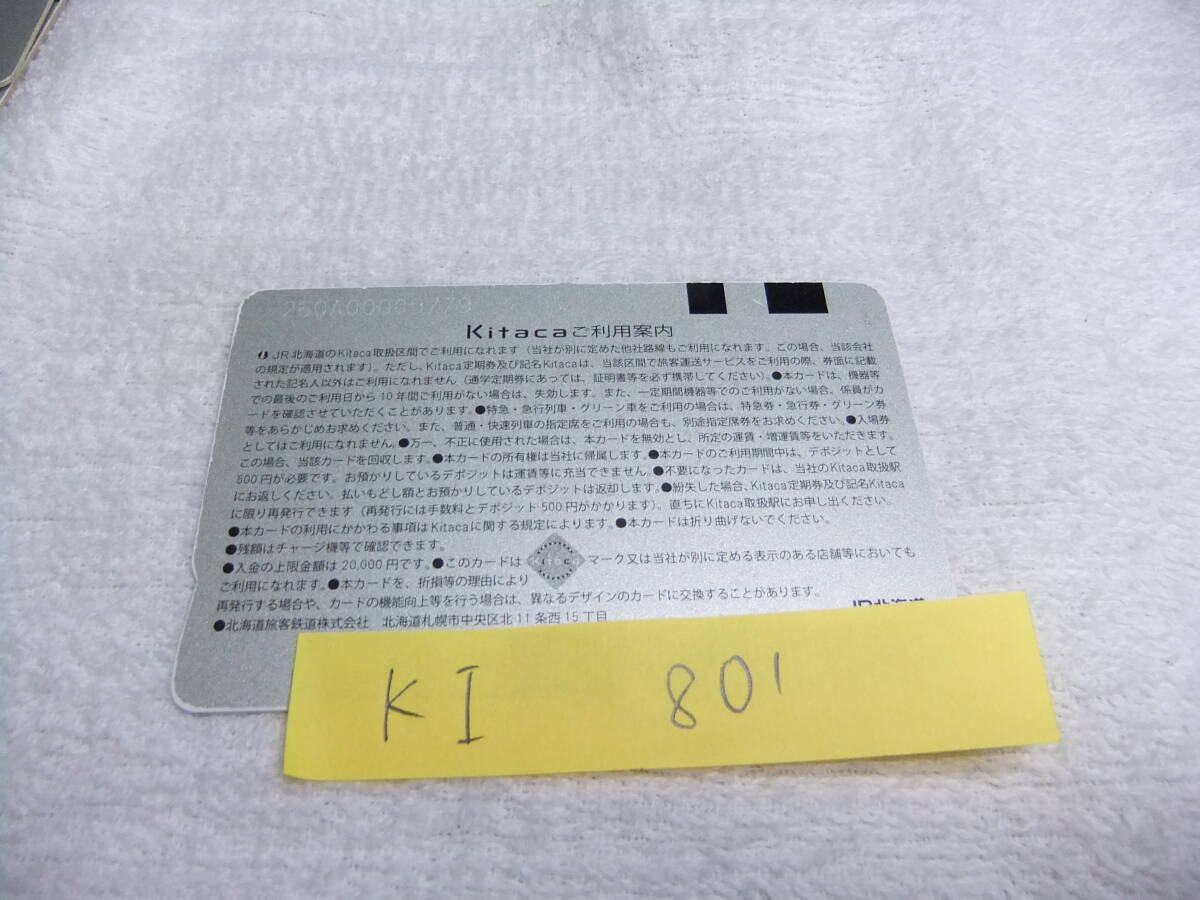 Kitacaご利用案内
JR北海道のKitaca取扱区間でご利用になれます（当社が別に定めた他社路線もご利用になれます。この場合、当該会社
の規定が適用されます）。ただし、Kitaca定期券及び記名Kitacaは、当該区間で旅客運送サービスをご利用の際、券面に記載
された記名人以外はご利用になれません（通学定期券にあっては、証明書等を必ず携帯してください）。●本カードは、機器等
での最後のご利用日から10年間ご利用がない場合は、失効します。また、一定期間機器等でのご利用がない場合、係員がカ
ードを確認させていただくことがあります。●特急・急行列車・グリーン車をご利用の場合は、特急券・急行券・グリーン券
等をあらかじめお求めください。また、普通・快速列車の指定席をご利用の場合も、別途指定席券をお求めください。●入場券
としてはご利用になれません。●万一、不正に使用された場合は、本カードを無効とし、所定の運賃・増運賃等をいただきます。
この場合、当該カードを回収します。●本カードの所有権は当社に帰属します。●本カードのご利用期間中は、デポジットとして
500円が必要です。お預かりしているデポジットは運賃等に充当できません。●不要になったカードは、当社のKitaca取扱駅
にお返しください。払いもどし額とお預かりしているデポジットは返却します。●紛失した場合、Kitaca定期券及び記名Kitaca
に限り再発行できます（再発行には手数料とデポジット500円がかかります）。直ちにKitaca取扱駅にお申し出ください。
●本カードの利用にかかわる事項はKitacaに関する規定によります。●本カードは折り曲げないでください。
●残額はチャージ機等で確認できます。
●入金の上限金額は20,000円です。●このカードは マーク又は当社が別に定める表示のある店舗等においても
ご利用になれます。●本カードを、折損等の理由により
再発行する場合や、カードの機能向上等を行う場合は、異なるデザインのカードに交換することがあります。
●北海道旅客鉄道株式会社　北海道札幌市中央区北11条西15丁目
JR北海道
KI 801